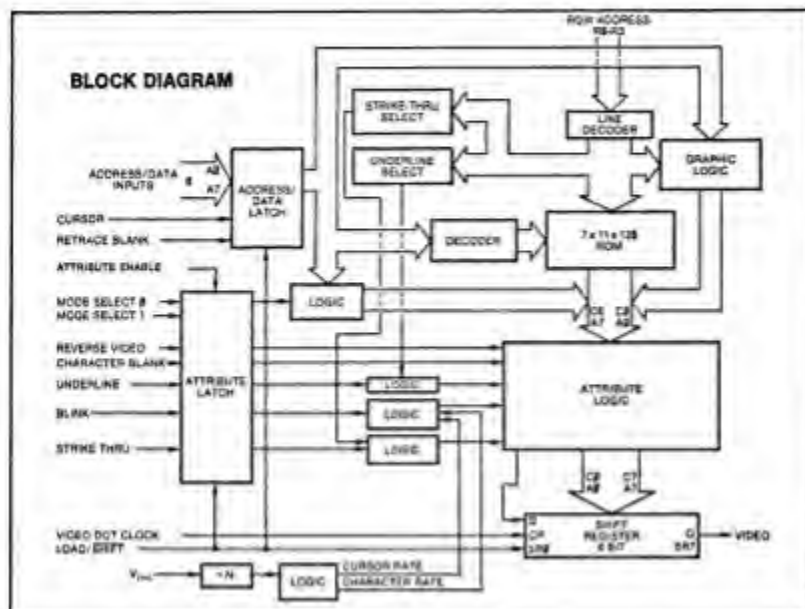 BLOCK DIAGRAM
ROW ADDRESS
STRIKE-THRU
SELECT
LINE
DECODER
UNDERLINE
SELECT
GRAPHIC
LOGIC
ADDRESS/DATA
INPUTS
A7
ADDRESS/
DATA
LATCH
CURSOR
RETRACE BLANK
DECODER
7 x 11 x 128
ROM
ATTRIBUTE ENABLE
LOGIC
MODE SELECT 0
MODE SELECT 1
A7
REVERSE VIDEO
CHARACTER BLANK
UNDERLINE
BLINK
STRIKE THRU
ATTRIBUTE
LATCH
LOGIC
LOGIC
LOGIC
ATTRIBUTE
LOGIC
VIDEO DOT CLOCK
LOAD/SHIFT
SHIFT
REGISTER
8 BIT
VIDEO
÷N
LOGIC
CURSOR RATE
CHARACTER RATE